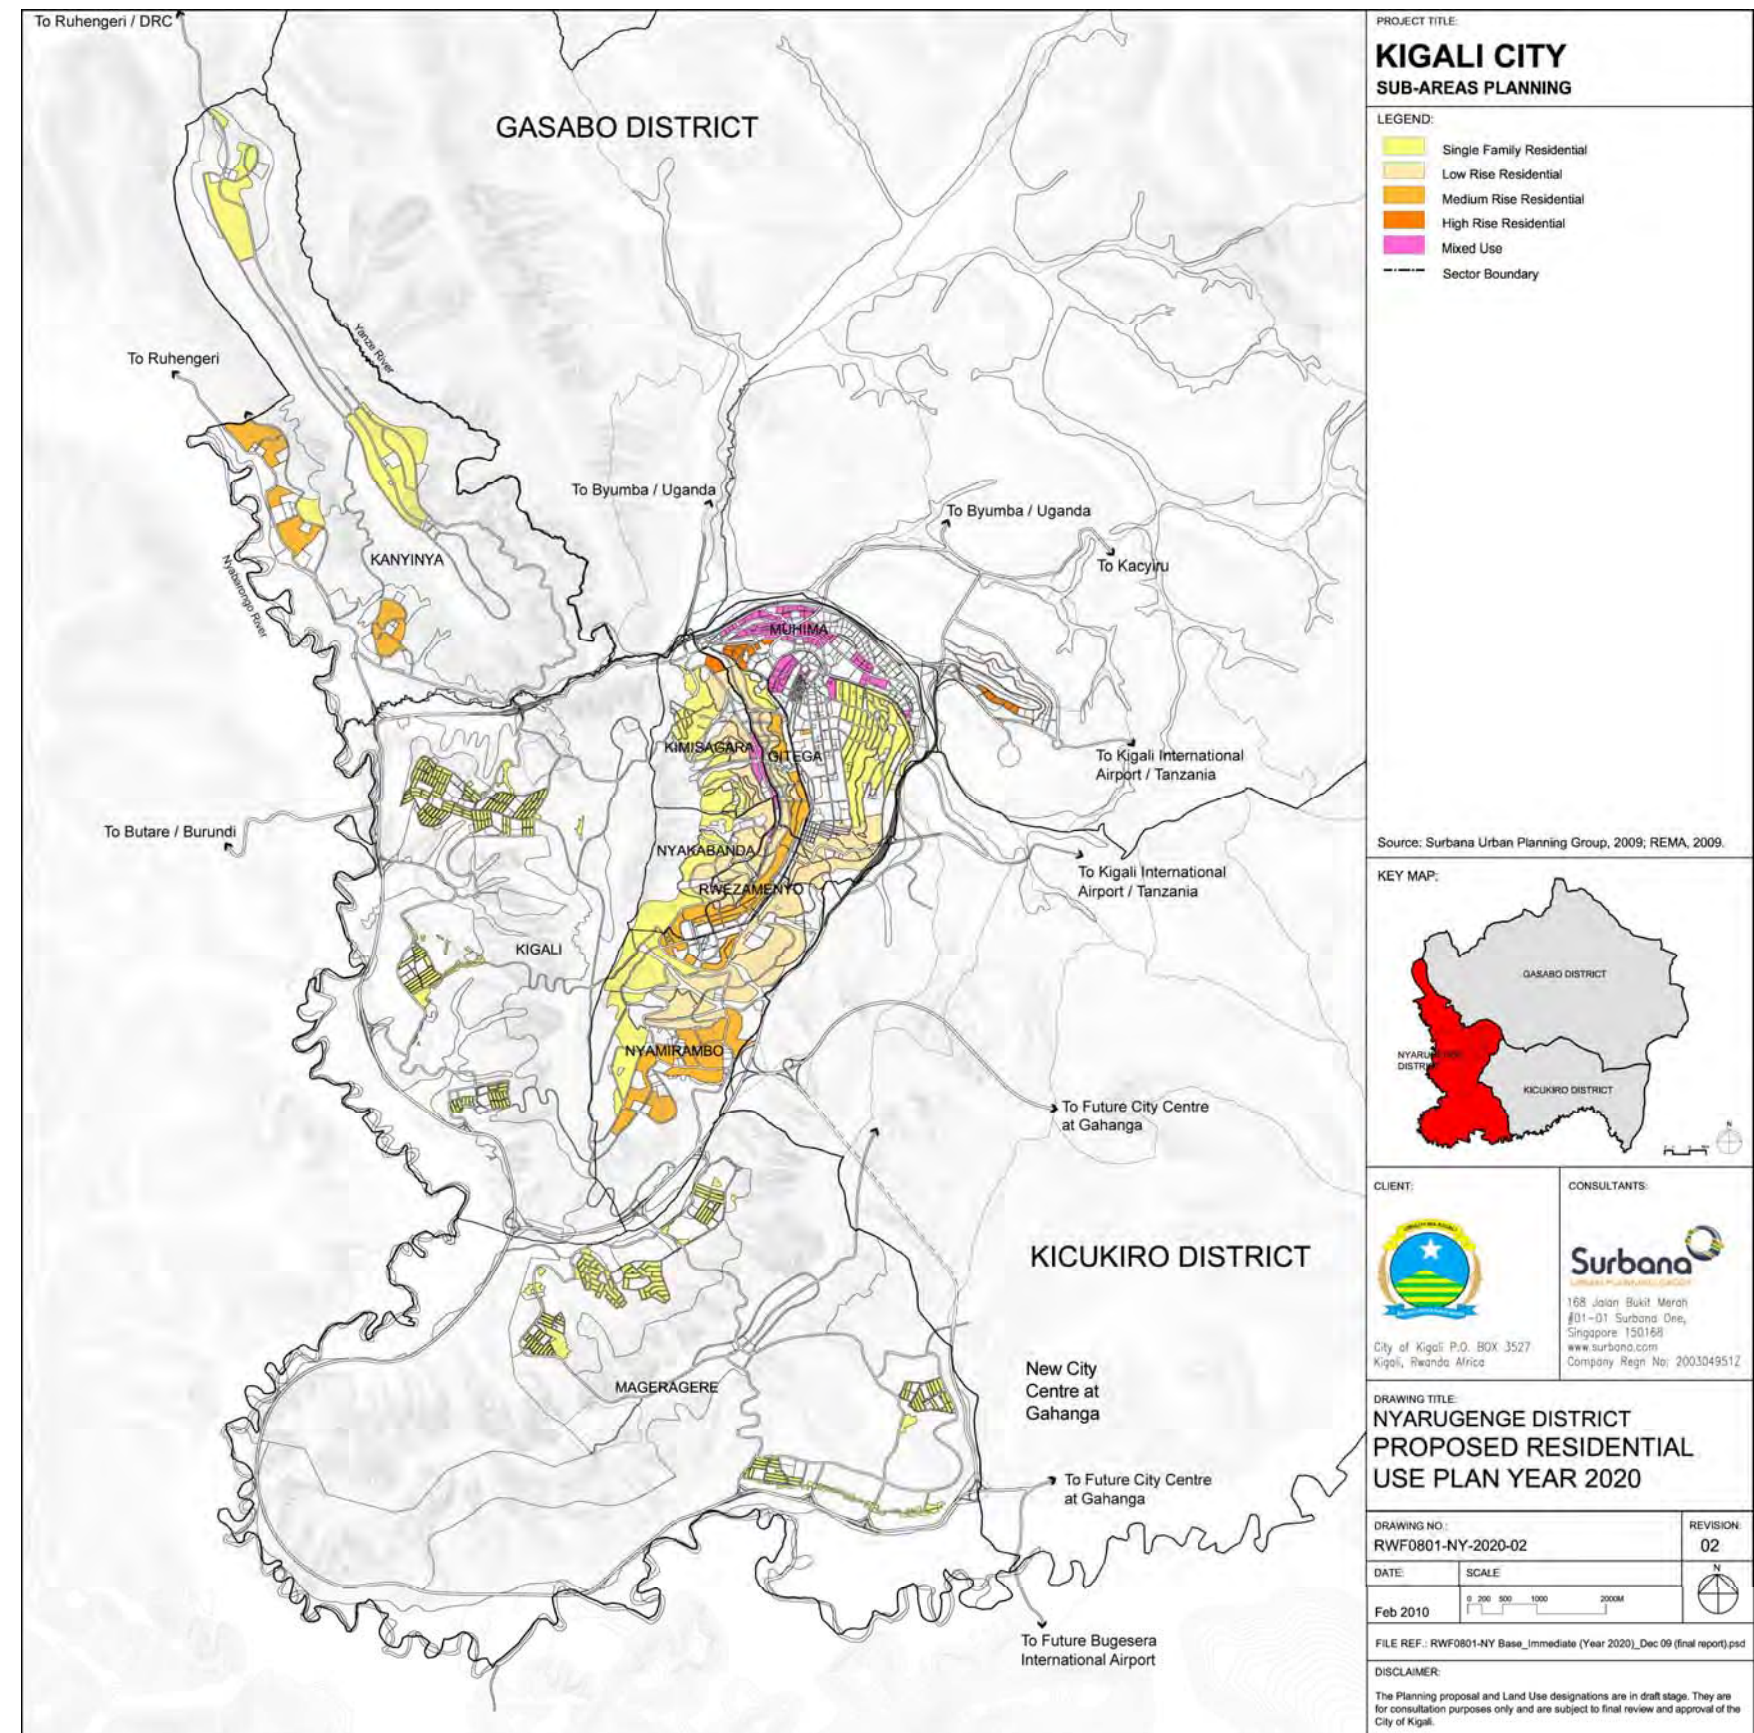 To Ruhengeri / DRC
GASABO DISTRICT
Yanze River
To Ruhengeri
To Byumba / Uganda
To Byumba / Uganda
To Kacyiru
KANYINYA
Nyabarongo River
MUHIMA
KIMISAGARA
GITEGA
To Kigali International
Airport / Tanzania
To Butare / Burundi
NYAKABANDA
To Kigali International
Airport / Tanzania
RWEZAMENYO
KIGALI
NYAMIRAMBO
To Future City Centre
at Gahanga
KICUKIRO DISTRICT
New City
Centre at
Gahanga
MAGERAGERE
To Future City Centre
at Gahanga
To Future Bugesera
International Airport
PROJECT TITLE:
KIGALI CITY
SUB-AREAS PLANNING
LEGEND:
Single Family Residential
Low Rise Residential
Medium Rise Residential
High Rise Residential
Mixed Use
Sector Boundary
Source: Surbana Urban Planning Group, 2009; REMA, 2009.
KEY MAP:
GASABO DISTRICT
KICUKIRO DISTRICT
N
CLIENT:
City of Kigali P.O. BOX 3527
Kigali, Rwanda Africa
CONSULTANTS:
Surbana
URBAN PLANNING GROUP
168 Jalan Bukit Merah
#01-01 Surbana One,
Singapore 150168
www.surbana.com
Company Regn No: 200304951Z
DRAWING TITLE:
NYARUGENGE DISTRICT
PROPOSED RESIDENTIAL
USE PLAN YEAR 2020
DRAWING NO.:
RWF0801-NY-2020-02
REVISION:
02
DATE:
Feb 2010
SCALE
0 200 500 1000 2000M
N
FILE REF.: RWF0801-NY Base_Immediate (Year 2020)_Dec 09 (final report).psd
DISCLAIMER:
The Planning proposal and Land Use designations are in draft stage. They are
for consultation purposes only and are subject to final review and approval of the
City of Kigali.